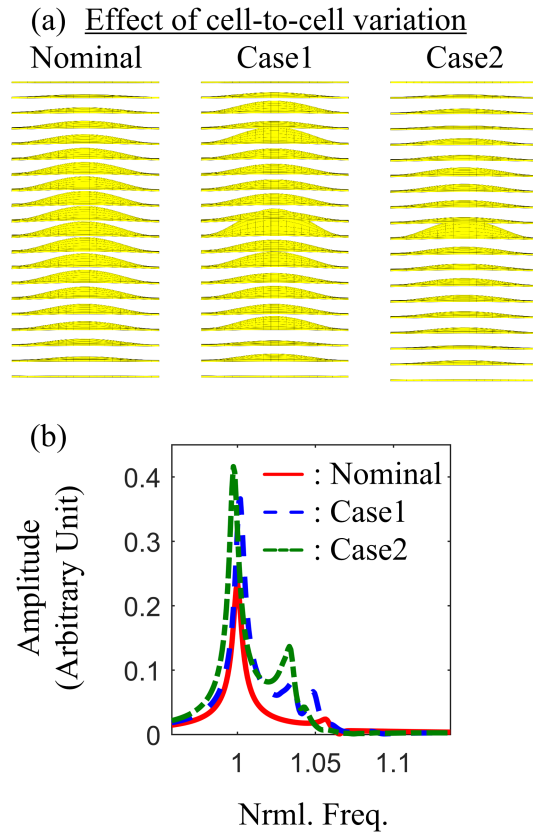 (a) Effect of cell-to-cell variation
Nominal Case1 Case2
(b)
Amplitude
(Arbitrary Unit)
0.4
0.3
0.2
0.1
0
: Nominal
: Case1
: Case2
1 1.05 1.1
Nrml. Freq.